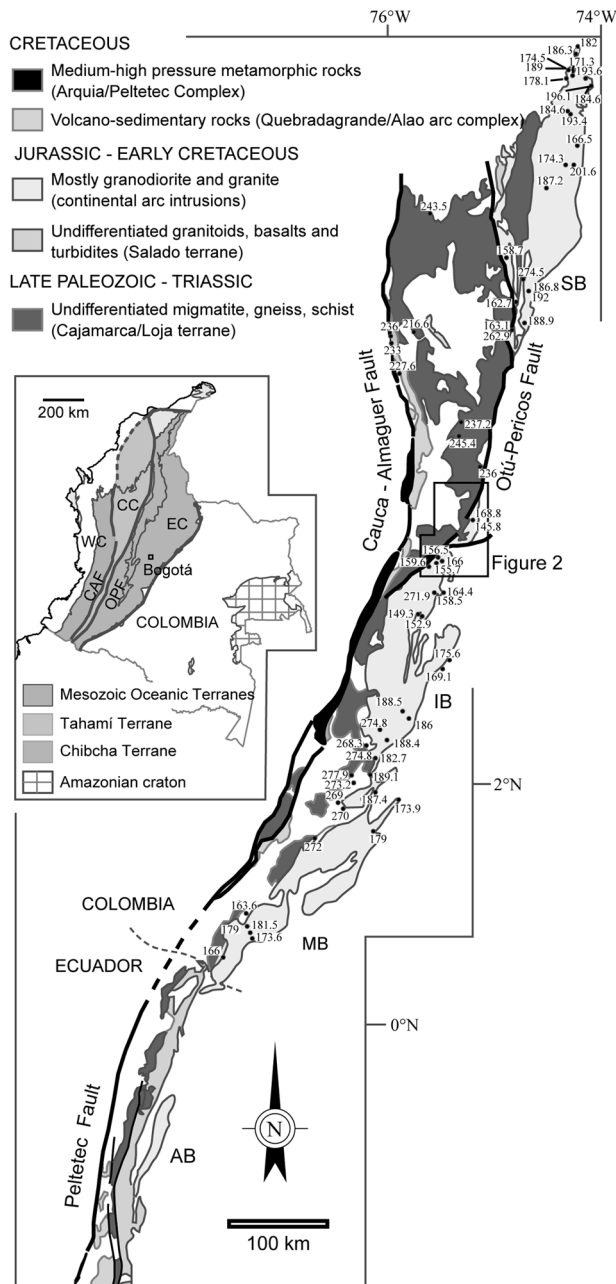 76°W
74°W
CRETACEOUS
Medium-high pressure metamorphic rocks
(Arquia/Peltetec Complex)
Volcano-sedimentary rocks (Quebradagrande/Alao arc complex)
JURASSIC - EARLY CRETACEOUS
Mostly granodiorite and granite
(continental arc intrusions)
Undifferentiated granitoids, basalts and
turbidites (Salado terrane)
LATE PALEOZOIC - TRIASSIC
Undifferentiated migmatite, gneiss, schist
(Cajamarca/Loja terrane)
182
186.3
174.5
171.3
189
193.6
178.1
196.1
184.6
184.6
193.4
166.5
174.3
201.6
187.2
243.5
158.7
274.5
186.8
192
SB
162.7
163.1
188.9
262.9
236
216.6
233
227.6
Cauca - Almaguer Fault
Otú-Pericos Fault
237.2
245.4
236
168.8
145.8
Figure 2
156.5
159.6
166
155.7
271.9
164.4
158.5
149.3
152.9
175.6
169.1
IB
188.5
186
274.8
188.4
268.3
274.8
182.7
277.9
189.1
273.2
269
187.4
270
173.9
2°N
179
272
200 km
CC
WC
EC
CAF
OPF
Bogotá
COLOMBIA
Mesozoic Oceanic Terranes
Tahamí Terrane
Chibcha Terrane
Amazonian craton
COLOMBIA
ECUADOR
163.6
179
181.5
173.6
166
MB
0°N
Peltetec Fault
AB
N
100 km